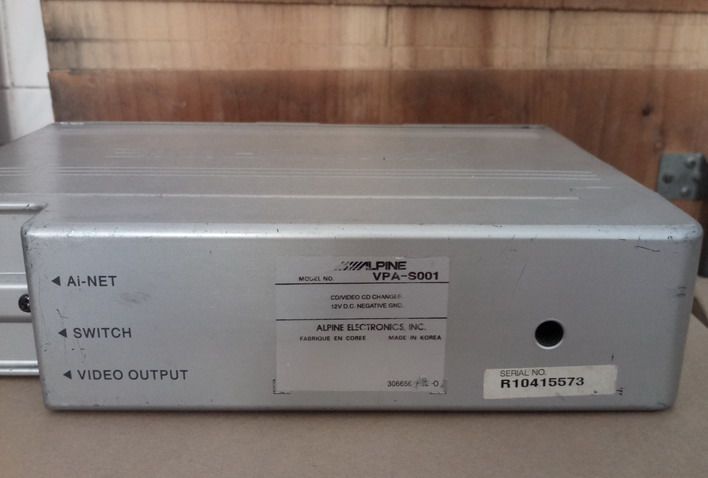 ◄ Ai-NET
◄ SWITCH
◄ VIDEO OUTPUT
ALPINE
MODEL NO. VPA-S001
CD/VIDEO CD CHANGER
12V D.C. NEGATIVE GND.
ALPINE ELECTRONICS, INC.
FABRIQUE EN COREE MADE IN KOREA
SERIAL NO.
R10415573